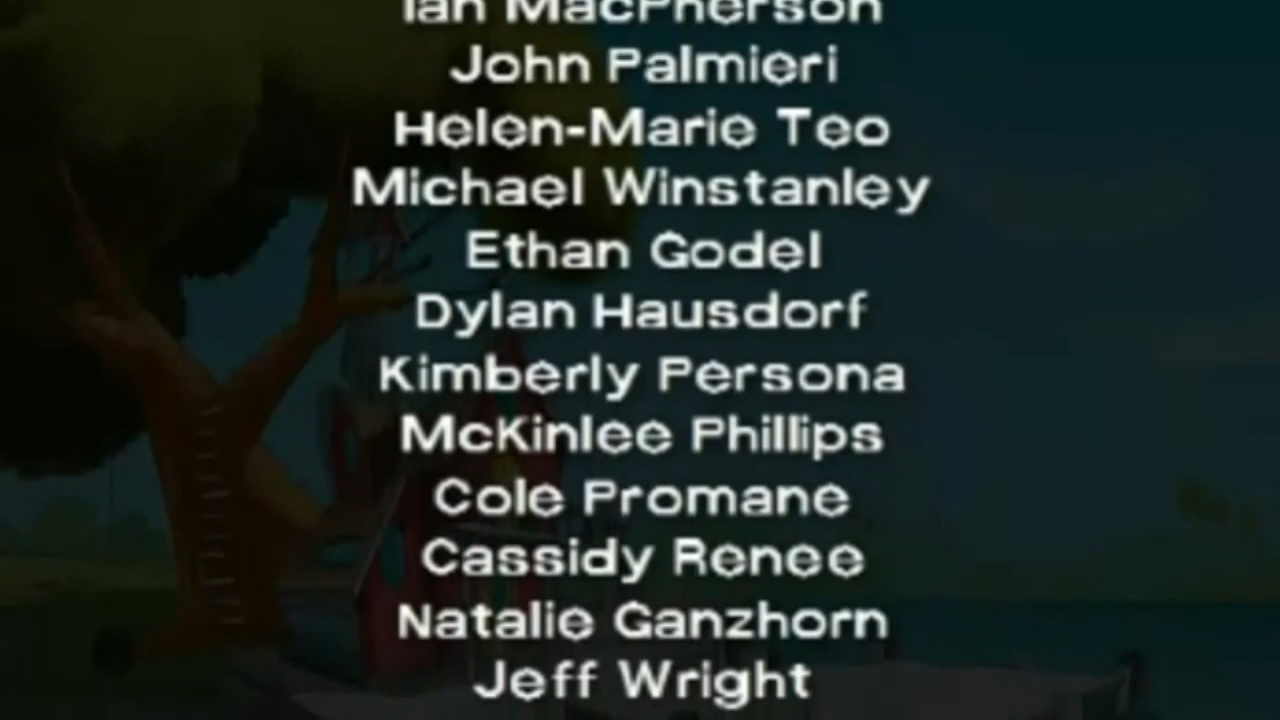 Ian MacPherson
John Palmieri
Helen-Marie Teo
Michael Winstanley
Ethan Godel
Dylan Hausdorf
Kimberly Persona
McKinlee Phillips
Cole Promane
Cassidy Renee
Natalie Ganzhorn
Jeff Wright